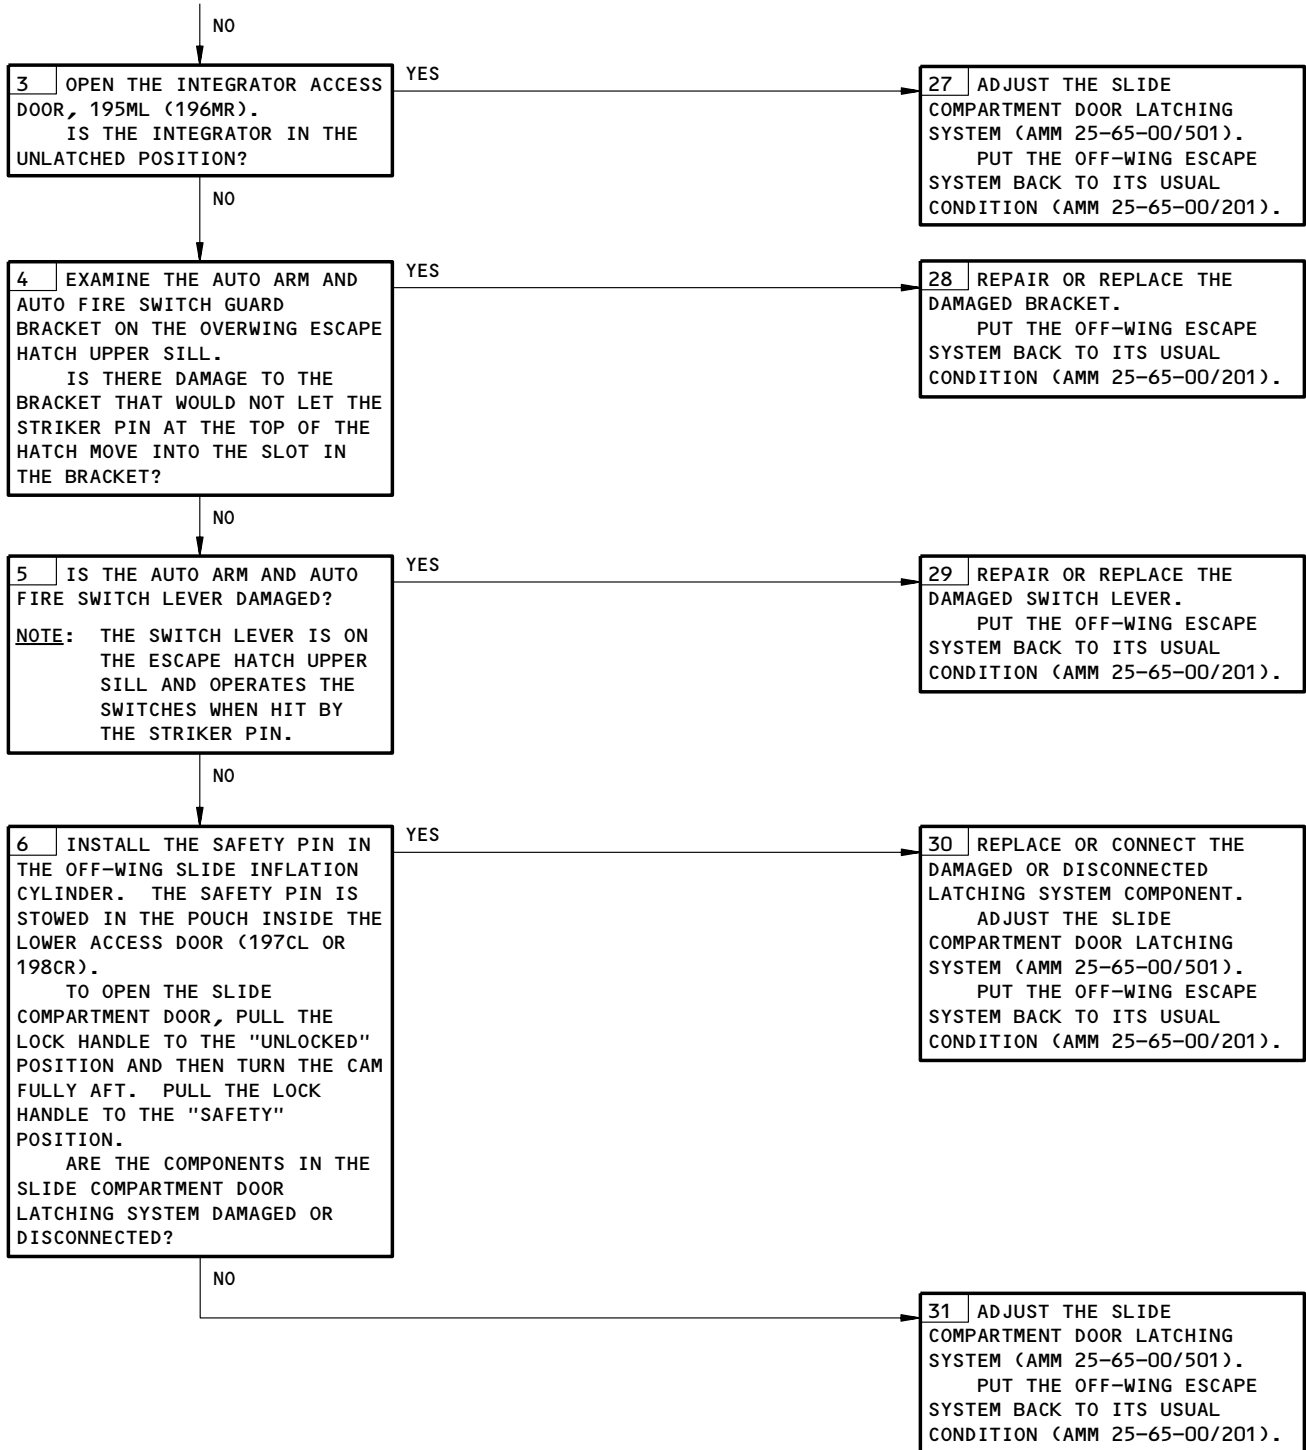 NO
3 OPEN THE INTEGRATOR ACCESS
DOOR, 195ML (196MR).
IS THE INTEGRATOR IN THE
UNLATCHED POSITION?
YES
27 ADJUST THE SLIDE
COMPARTMENT DOOR LATCHING
SYSTEM (AMM 25-65-00/501).
PUT THE OFF-WING ESCAPE
SYSTEM BACK TO ITS USUAL
CONDITION (AMM 25-65-00/201).
NO
4 EXAMINE THE AUTO ARM AND
AUTO FIRE SWITCH GUARD
BRACKET ON THE OVERWING ESCAPE
HATCH UPPER SILL.
IS THERE DAMAGE TO THE
BRACKET THAT WOULD NOT LET THE
STRIKER PIN AT THE TOP OF THE
HATCH MOVE INTO THE SLOT IN
THE BRACKET?
YES
28 REPAIR OR REPLACE THE
DAMAGED BRACKET.
PUT THE OFF-WING ESCAPE
SYSTEM BACK TO ITS USUAL
CONDITION (AMM 25-65-00/201).
NO
5 IS THE AUTO ARM AND AUTO
FIRE SWITCH LEVER DAMAGED?
NOTE: THE SWITCH LEVER IS ON
THE ESCAPE HATCH UPPER
SILL AND OPERATES THE
SWITCHES WHEN HIT BY
THE STRIKER PIN.
YES
29 REPAIR OR REPLACE THE
DAMAGED SWITCH LEVER.
PUT THE OFF-WING ESCAPE
SYSTEM BACK TO ITS USUAL
CONDITION (AMM 25-65-00/201).
NO
6 INSTALL THE SAFETY PIN IN
THE OFF-WING SLIDE INFLATION
CYLINDER. THE SAFETY PIN IS
STOWED IN THE POUCH INSIDE THE
LOWER ACCESS DOOR (197CL OR
198CR).
TO OPEN THE SLIDE
COMPARTMENT DOOR, PULL THE
LOCK HANDLE TO THE "UNLOCKED"
POSITION AND THEN TURN THE CAM
FULLY AFT. PULL THE LOCK
HANDLE TO THE "SAFETY"
POSITION.
ARE THE COMPONENTS IN THE
SLIDE COMPARTMENT DOOR
LATCHING SYSTEM DAMAGED OR
DISCONNECTED?
YES
30 REPLACE OR CONNECT THE
DAMAGED OR DISCONNECTED
LATCHING SYSTEM COMPONENT.
ADJUST THE SLIDE
COMPARTMENT DOOR LATCHING
SYSTEM (AMM 25-65-00/501).
PUT THE OFF-WING ESCAPE
SYSTEM BACK TO ITS USUAL
CONDITION (AMM 25-65-00/201).
NO
31 ADJUST THE SLIDE
COMPARTMENT DOOR LATCHING
SYSTEM (AMM 25-65-00/501).
PUT THE OFF-WING ESCAPE
SYSTEM BACK TO ITS USUAL
CONDITION (AMM 25-65-00/201).